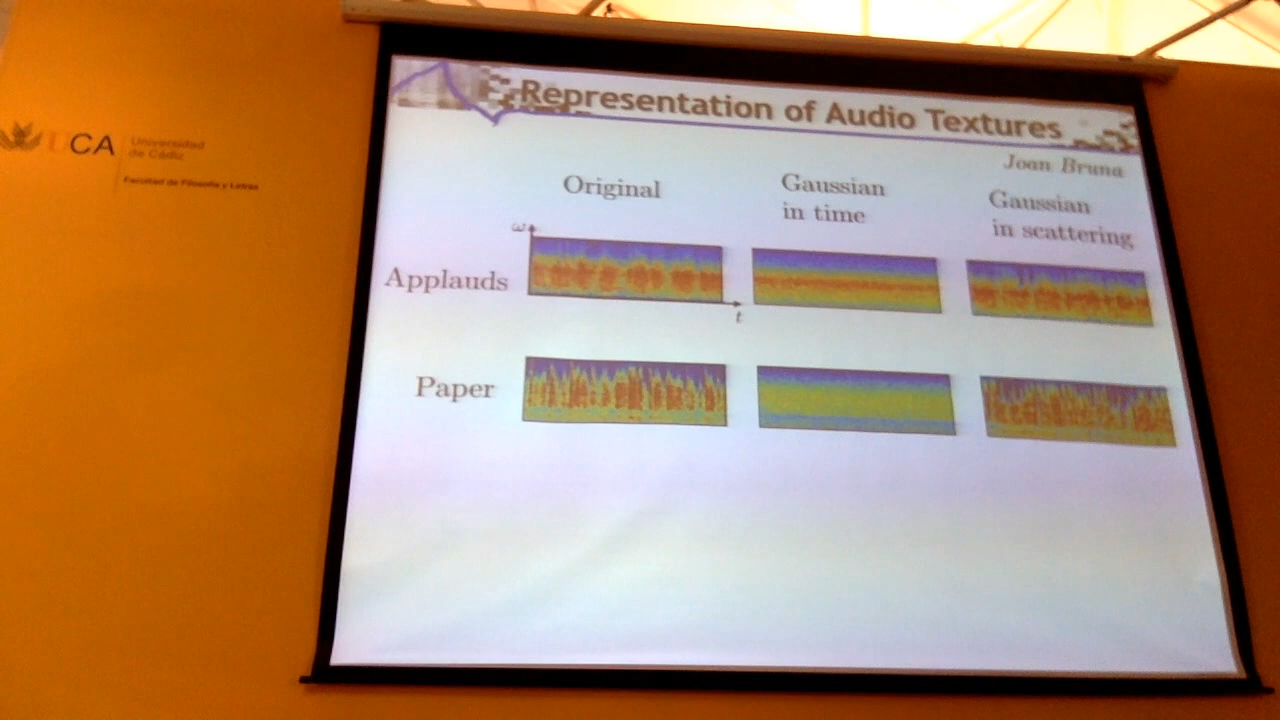 UCA
Universidad
de Cádiz
Facultad de Filosofía y Letras
Representation of Audio Textures
Joan Bruna
Original
Gaussian
in time
Gaussian
in scattering
ω
Applauds
t
Paper